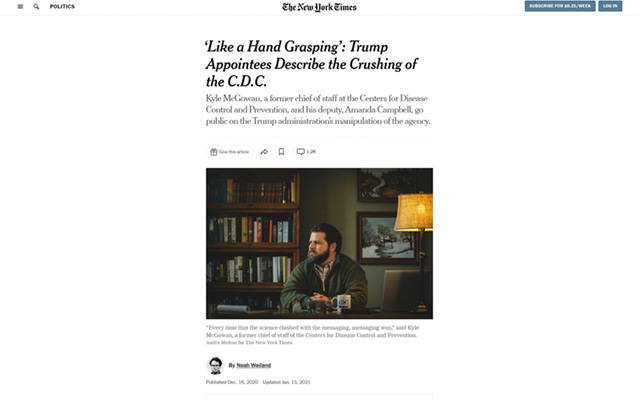 POLITICS
The New York Times
SUBSCRIBE FOR $0.25/WEEK
LOG IN
‘Like a Hand Grasping’: Trump
Appointees Describe the Crushing of
the C.D.C.
Kyle McGowan, a former chief of staff at the Centers for Disease
Control and Prevention, and his deputy, Amanda Campbell, go
public on the Trump administration’s manipulation of the agency.
Give this article
1.2K
“Every time that the science clashed with the messaging, messaging won,” said Kyle
McGowan, a former chief of staff of the Centers for Disease Control and Prevention.
Audra Melton for The New York Times
By Noah Weiland
Published Dec. 16, 2020 Updated Jan. 15, 2021